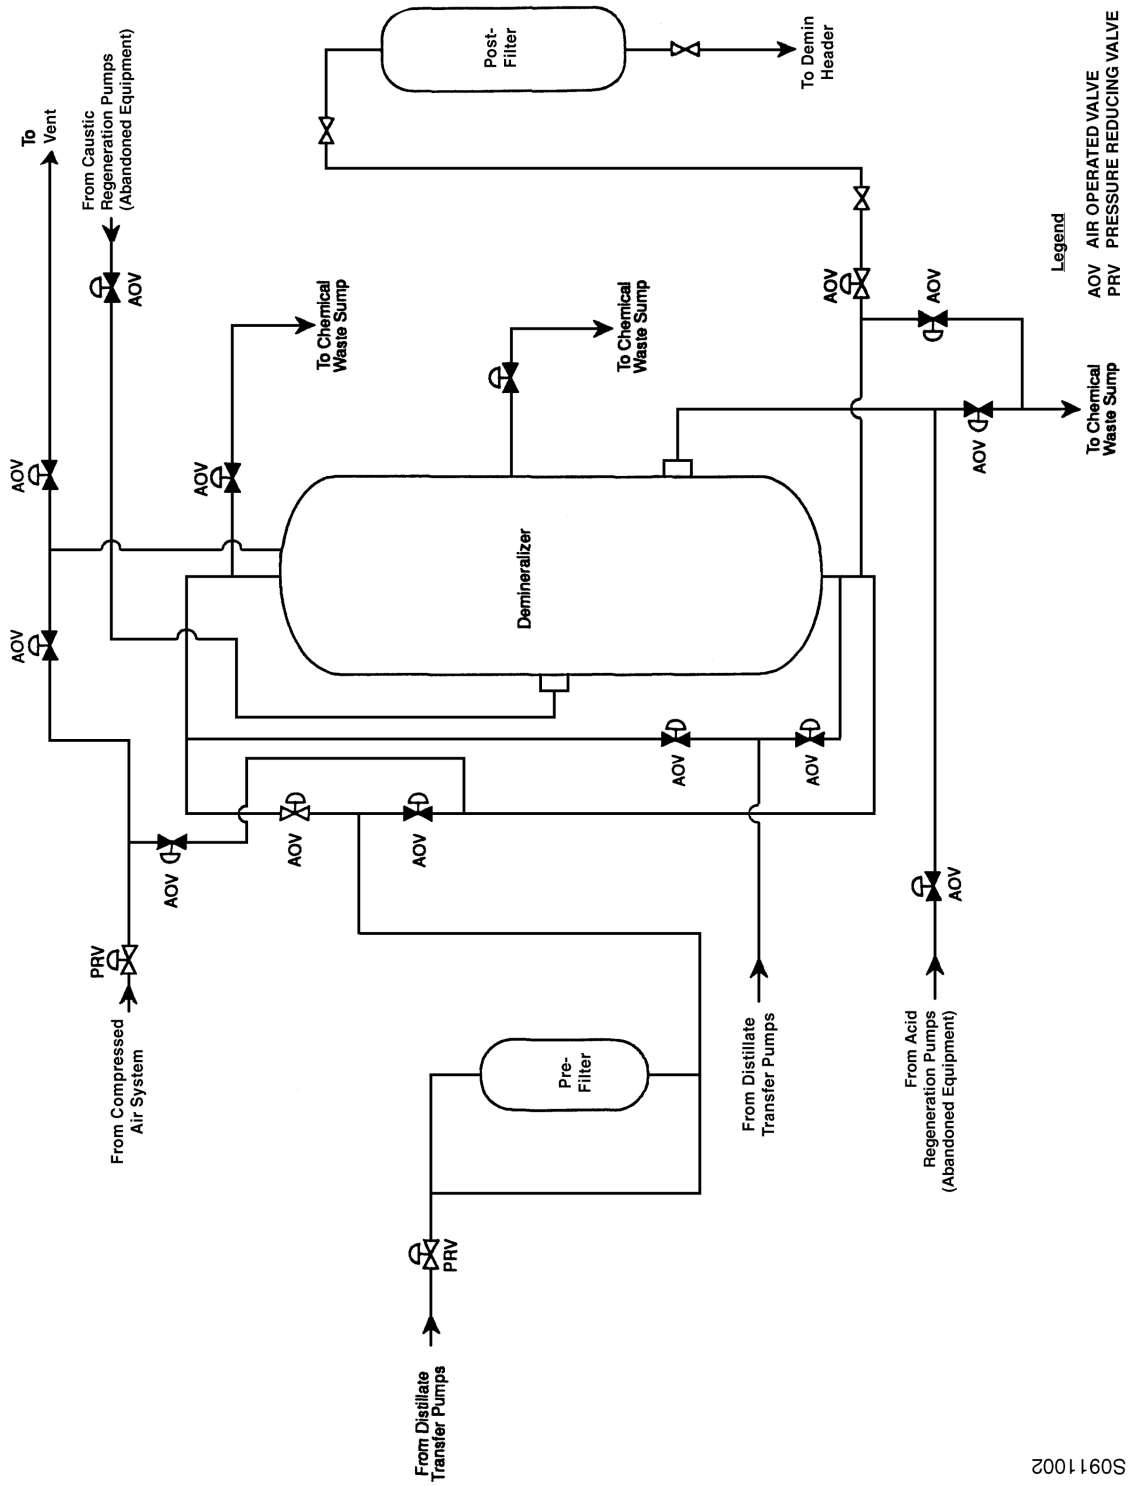 To
Vent
From Caustic
Regeneration Pumps
(Abandoned Equipment)
AOV
AOV
AOV
AOV
To Chemical
Waste Sump
Post-
Filter
To Demin
Header
To Chemical
Waste Sump
Demineralizer
AOV
AOV
AOV
To Chemical
Waste Sump
AOV
AOV
AOV
AOV
AOV
PRV
From Compressed
Air System
Pre-
Filter
From Distillate
Transfer Pumps
PRV
From Distillate
Transfer Pumps
AOV
From Acid
Regeneration Pumps
(Abandoned Equipment)
Legend
AOV AIR OPERATED VALVE
PRV PRESSURE REDUCING VALVE
S0911002